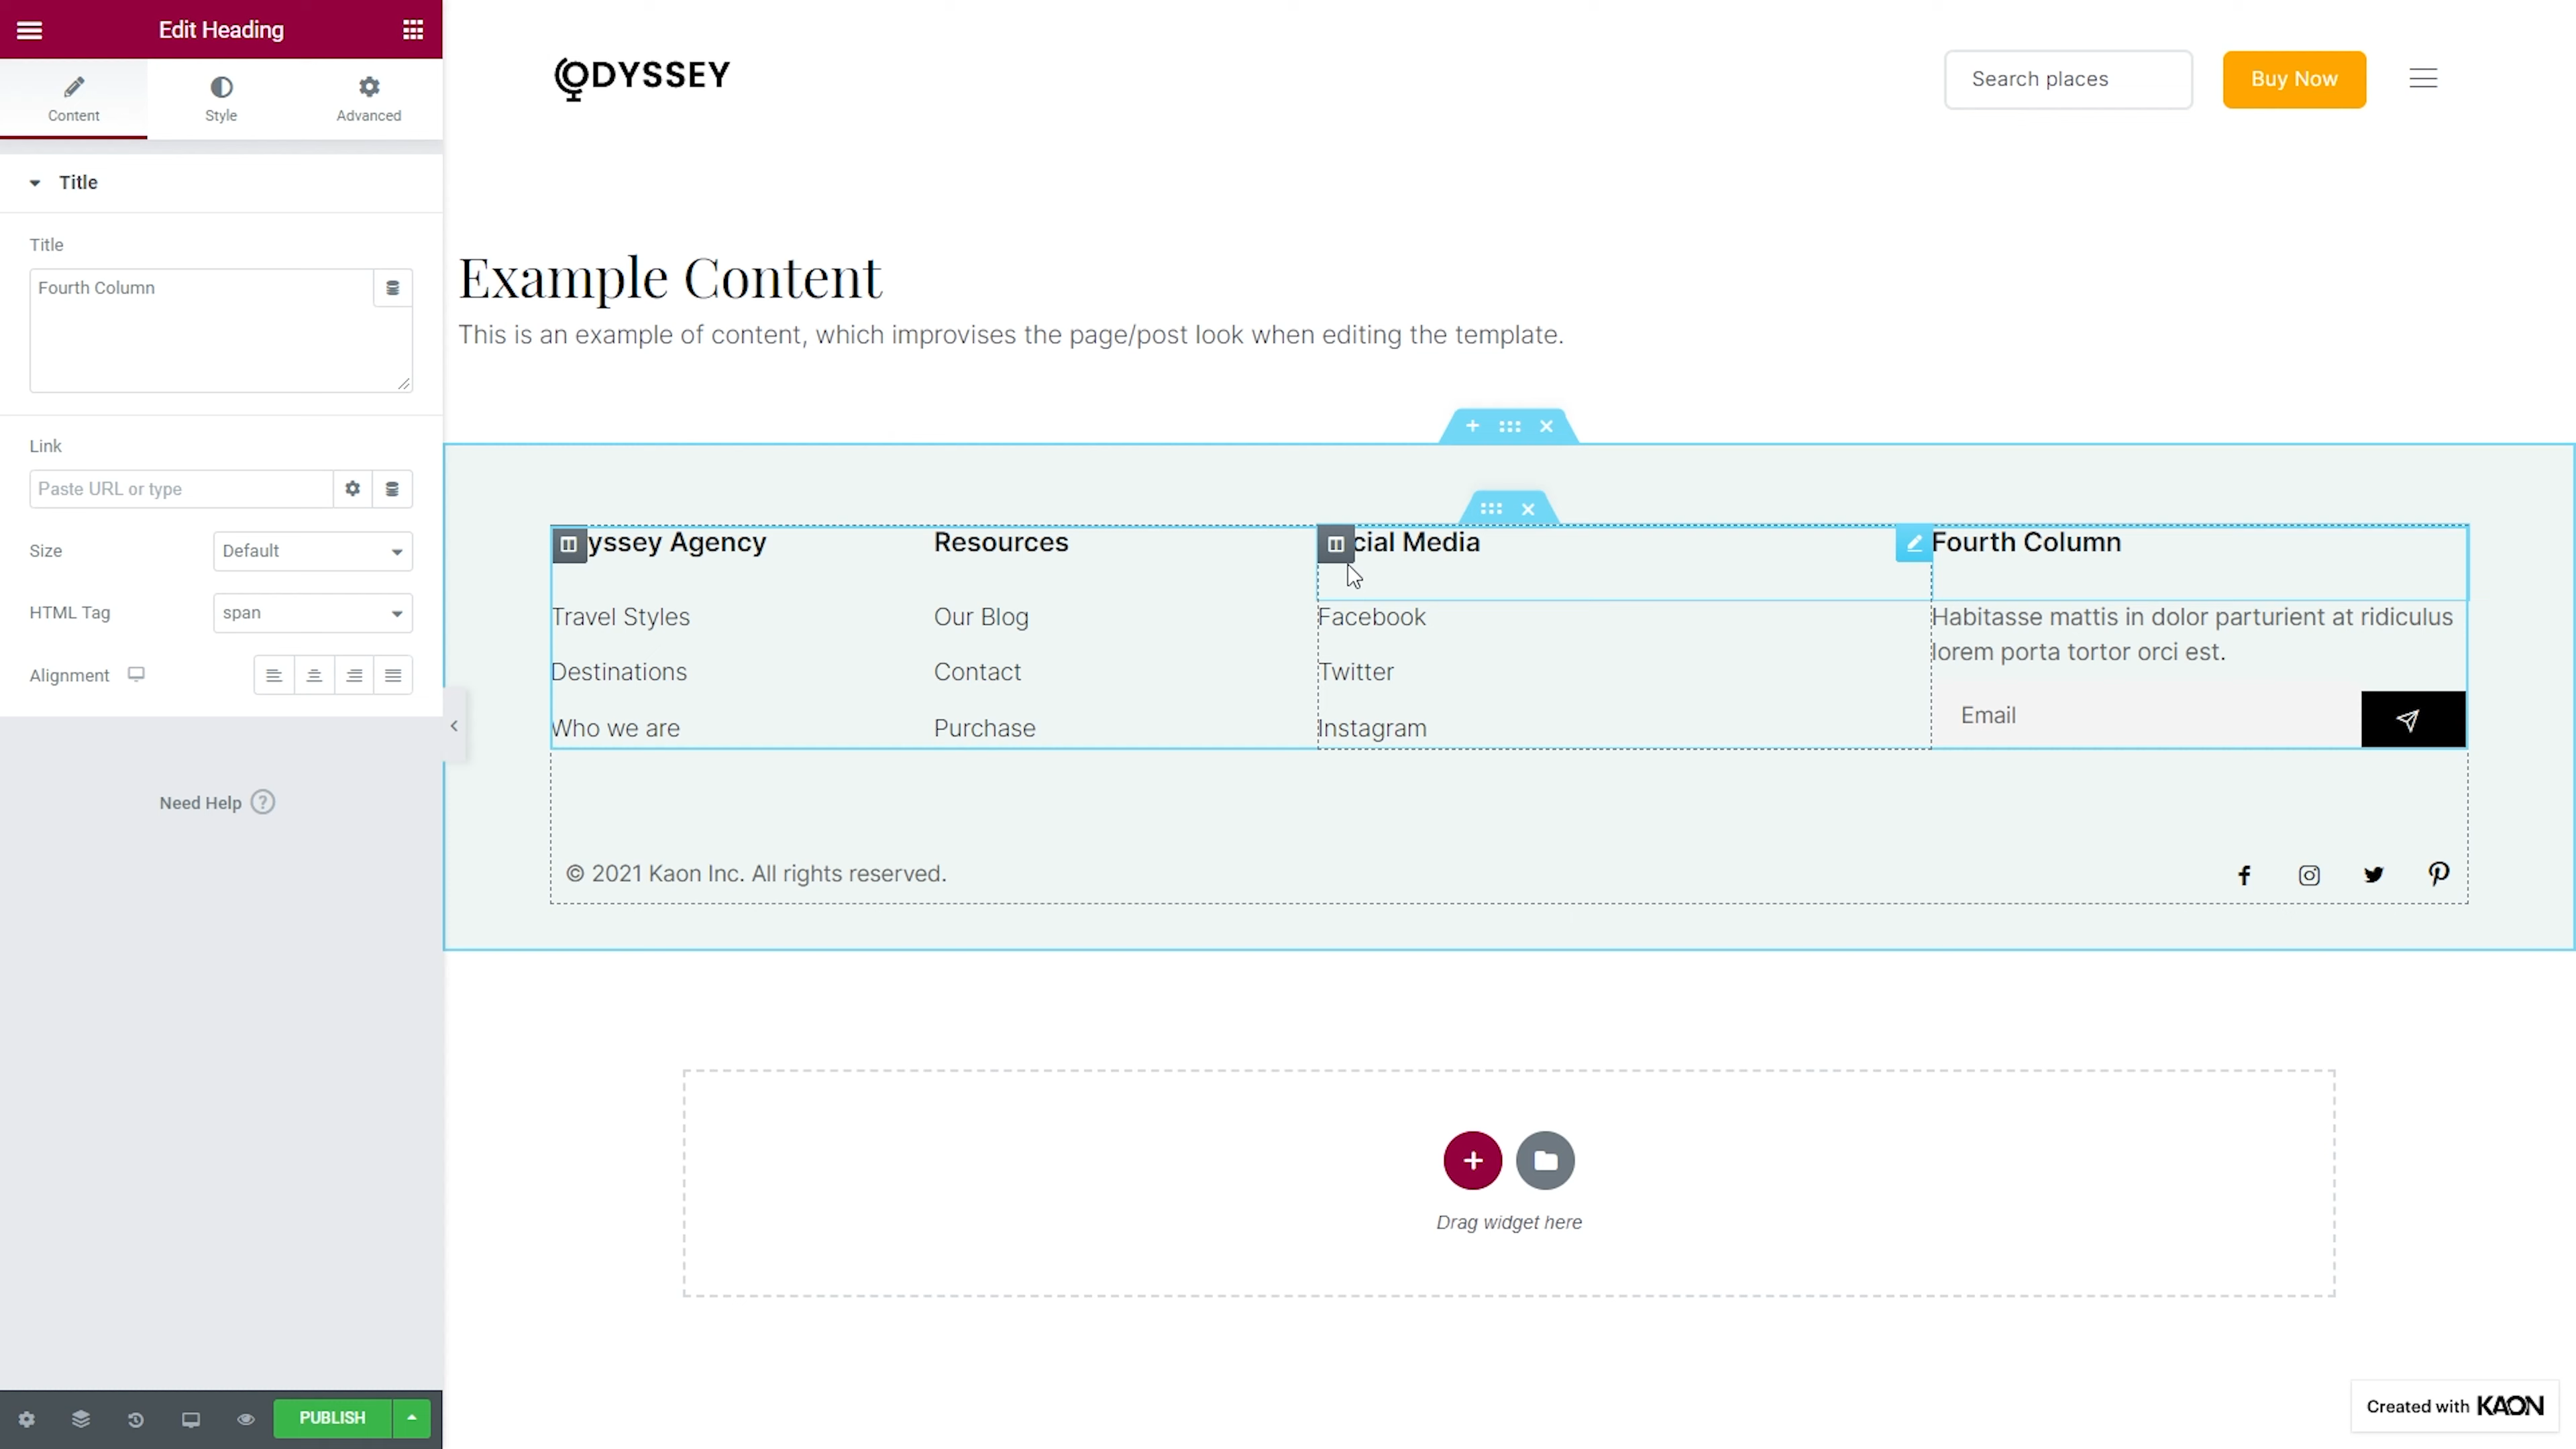 Edit Heading
Content
Style
Advanced
Title
Title
Fourth Column
Link
Paste URL or type
Size
Default
HTML Tag
span
Alignment
Need Help ?
PUBLISH
ODYSSEY
Search places
Buy Now
Example Content
This is an example of content, which improvises the page/post look when editing the template.
yssey Agency
Travel Styles
Destinations
Who we are
Resources
Our Blog
Contact
Purchase
cial Media
Facebook
Twitter
Instagram
Fourth Column
Habitasse mattis in dolor parturient at ridiculus
lorem porta tortor orci est.
Email
© 2021 Kaon Inc. All rights reserved.
Drag widget here
Created with KAON